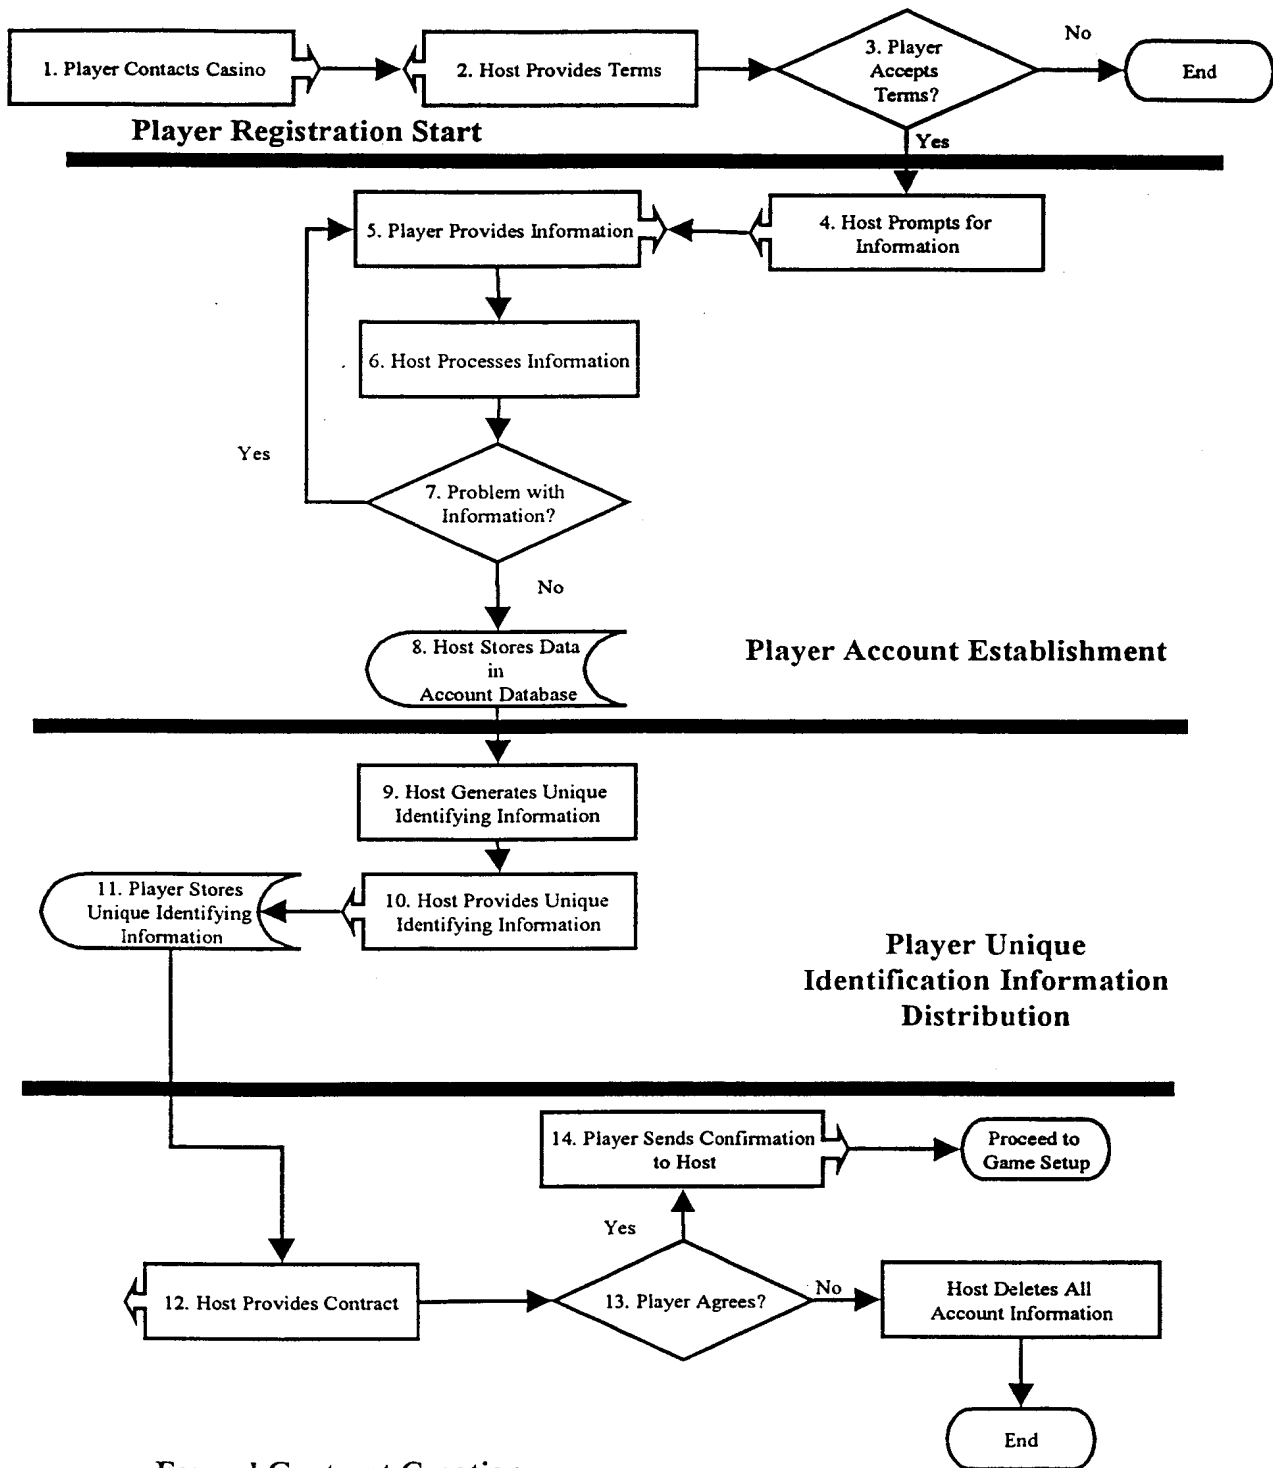 1. Player Contacts Casino
2. Host Provides Terms
3. Player
Accepts
Terms?
No
End
Player Registration Start
Yes
5. Player Provides Information
4. Host Prompts for
Information
6. Host Processes Information
Yes
7. Problem with
Information?
No
8. Host Stores Data
in
Account Database
Player Account Establishment
9. Host Generates Unique
Identifying Information
11. Player Stores
Unique Identifying
Information
10. Host Provides Unique
Identifying Information
Player Unique
Identification Information
Distribution
14. Player Sends Confirmation
to Host
Proceed to
Game Setup
Yes
12. Host Provides Contract
13. Player Agrees?
No
Host Deletes All
Account Information
End